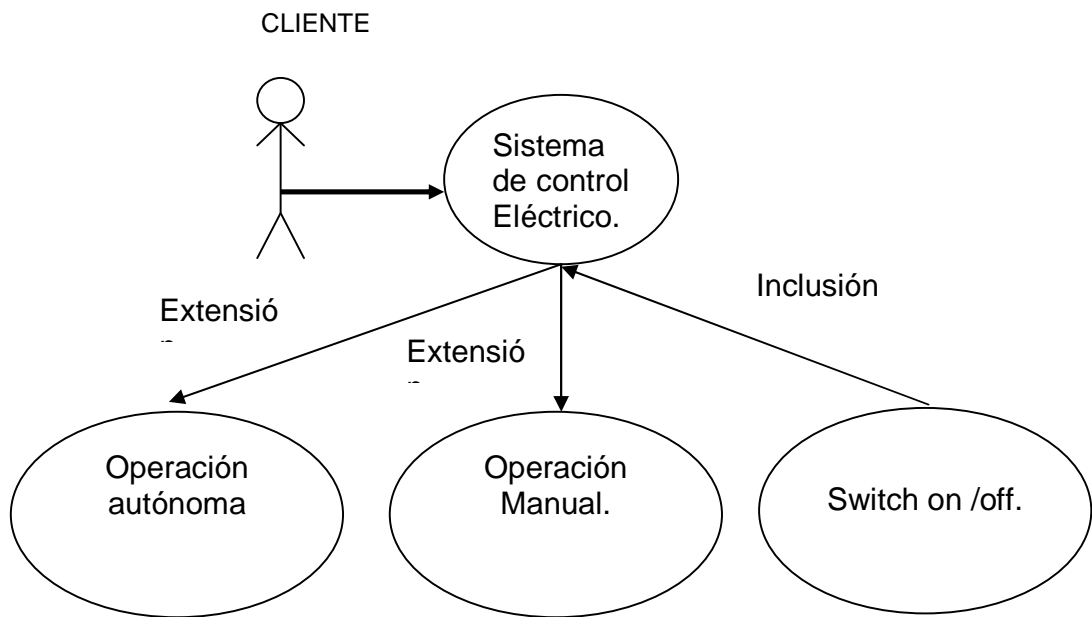 CLIENTE
Sistema
de control
Eléctrico.
Inclusión
Extensió
Extensió
Operación
autónoma
Operación
Manual.
Switch on /off.